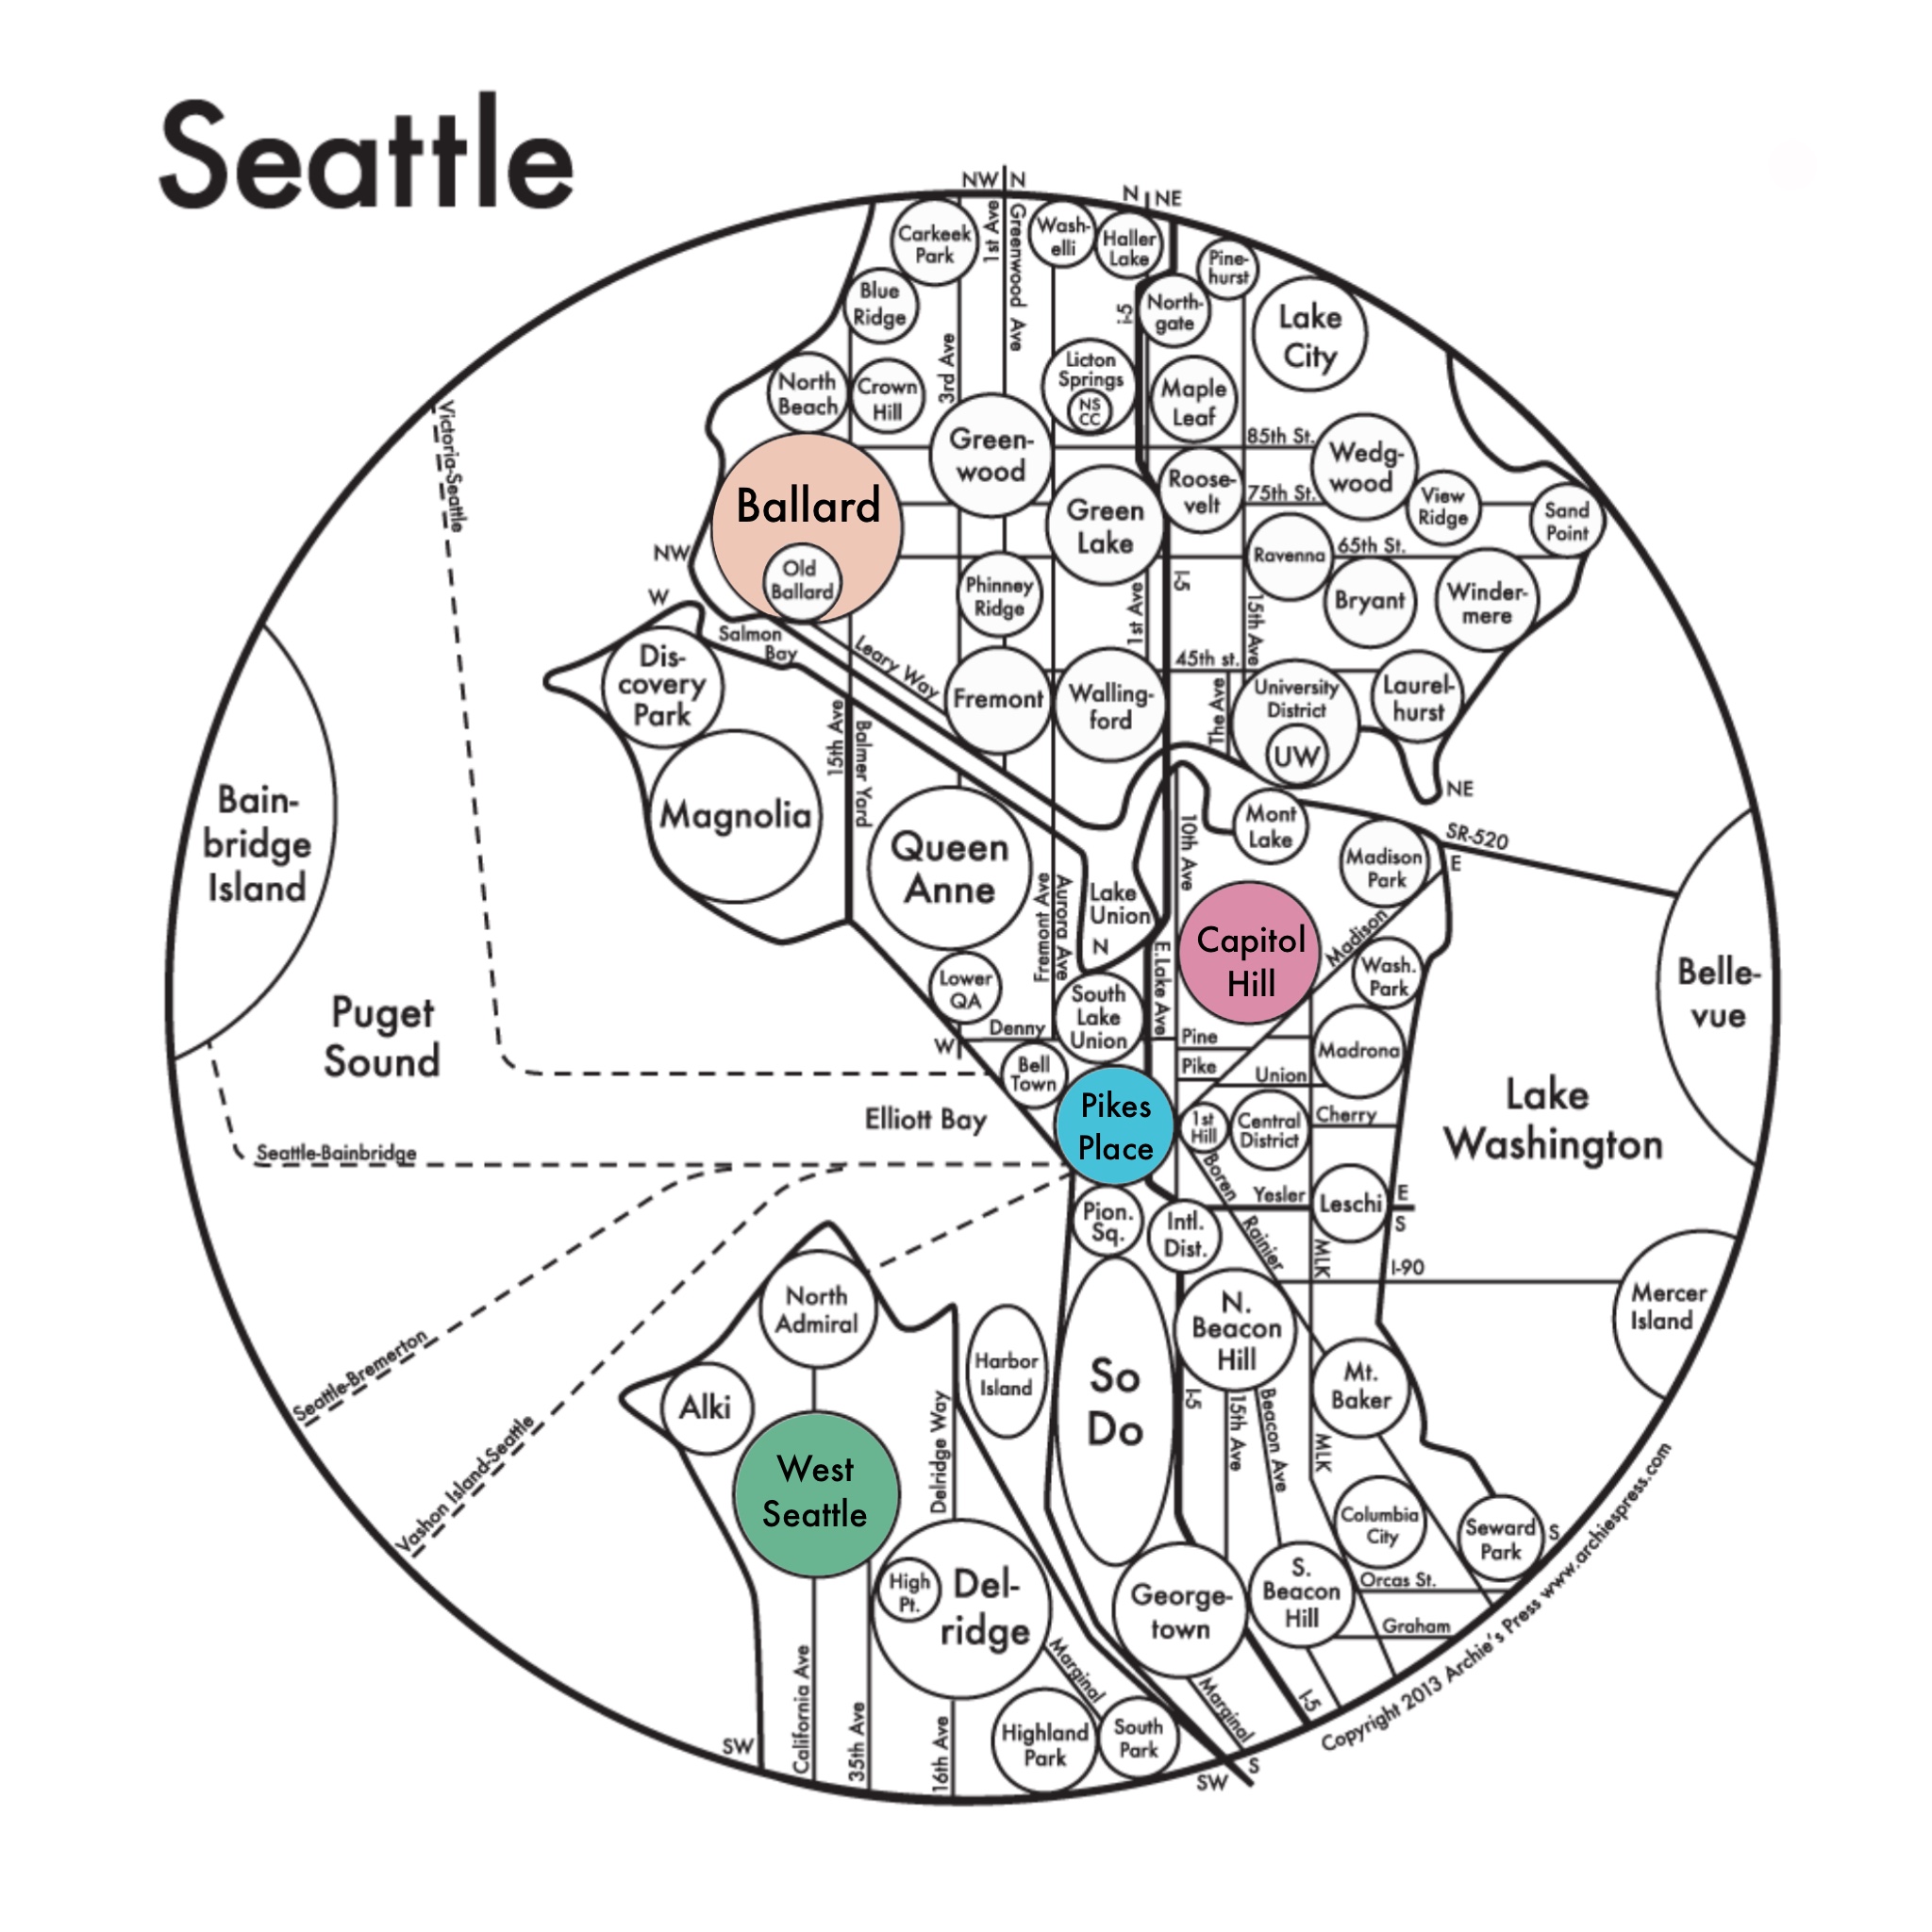 Seattle
NW
N
N
NE
Carkeek
Park
1st Ave
Greenwood Ave
Wash-
elli
Haller
Lake
Pine-
hurst
Blue
Ridge
i-5
North-
gate
Lake
City
3rd Ave
North
Beach
Crown
Hill
Licton
Springs
NS
CC
Maple
Leaf
Victoria-Seattle
Green-
wood
85th St.
Wedg-
wood
Ballard
Old
Ballard
Green
Lake
Roose-
velt
75th St.
View
Ridge
Sand
Point
NW
W
Phinney
Ridge
I-5
Ravenna
65th St.
Bryant
Winder-
mere
1st Ave
15th Ave
Salmon
Bay
Leary Way
Dis-
covery
Park
Fremont
Walling-
ford
45th st.
The Ave
University
District
UW
Laurel-
hurst
15th Ave
Balmer Yard
NE
Bain-
bridge
Island
Magnolia
Queen
Anne
10th Ave
Mont
Lake
SR-520
E
Madison
Park
Fremont Ave
Aurora Ave
Lake
Union
N
E. Lake Ave
Capitol
Hill
Madison
Wash.
Park
Belle-
vue
Lower
QA
South
Lake
Union
Puget
Sound
Denny
W
Pine
Pike
Madrona
Bell
Town
Union
Pikes
Place
Elliott Bay
1st
Hill
Central
District
Cherry
Lake
Washington
Seattle-Bainbridge
Boren
Yesler
Leschi
E
S
Pion.
Sq.
Intl.
Dist.
Rainier
MLK
I-90
Mercer
Island
North
Admiral
Harbor
Island
So
Do
N.
Beacon
Hill
Mt.
Baker
Seattle-Bremerton
Alki
Delridge Way
I-5
15th Ave
Beacon Ave
MLK
Vashon Island-Seattle
West
Seattle
Columbia
City
Seward
Park
S
High
Pt.
Del-
ridge
George-
town
S.
Beacon
Hill
Orcas St.
Graham
California Ave
35th Ave
16th Ave
Marginal
Marginal
I-5
Highland
Park
South
Park
SW
SW
S
Copyright 2013 Archie's Press www.archiespress.com